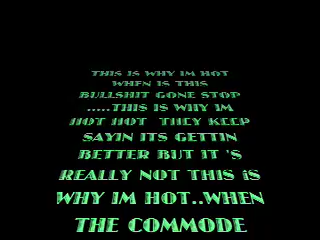 THIS IS WHY IM HOT
WHEN IS THIS
BULLSHIT GONE STOP
.....THIS IS WHY IM
HOT HOT  THEY KEEP
SAYIN ITS GETTIN
BETTER BUT IT 'S
REALLY NOT THIS iS
WHY IM HOT..WHEN
THE COMMODE